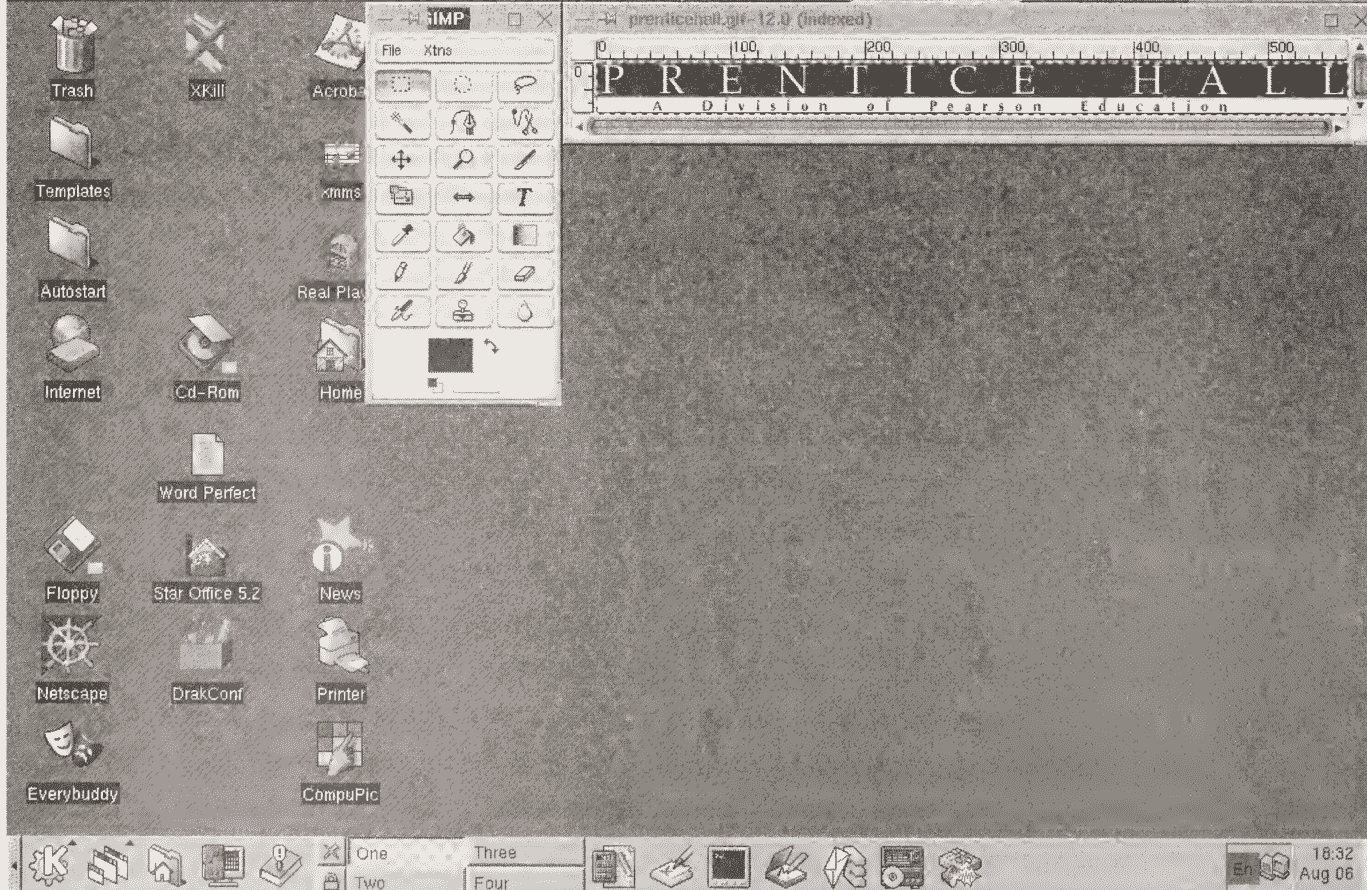 GIMP
File Xtns
prenticehall.gif-12.0 (indexed)
0 100 200 300 400 500
0
PRENTICE HALL
A Division of Pearson Education
Trash
XKill
Acroba
Templates
xmms
Autostart
Real Pla
Internet
Cd-Rom
Home
Word Perfect
Floppy
Star Office 5.2
News
Netscape
DrakConf
Printer
Everybuddy
CompuPic
One
Two
Three
Four
En
18:32
Aug 06